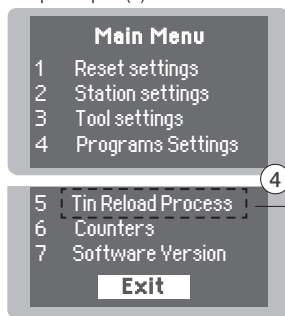 Main Menu
1 Reset settings
2 Station settings
3 Tool settings
4 Programs Settings
4
5 Tin Reload Process
6 Counters
7 Software Version
Exit